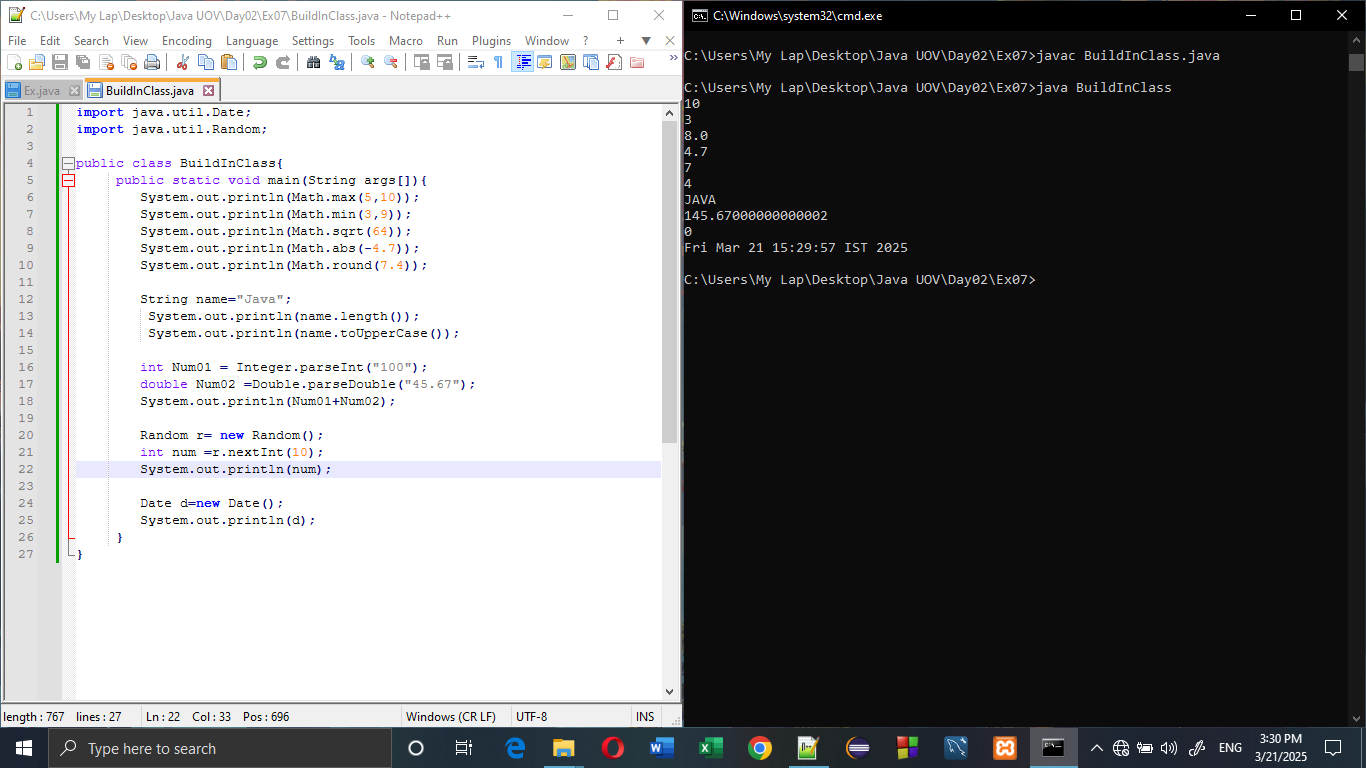 C:\Users\My Lap\Desktop\Java UOV\Day02\Ex07\BuildInClass.java - Notepad++
File Edit Search View Encoding Language Settings Tools Macro Run Plugins Window ? + ▼ X
Ex.java BuildInClass.java
1 import java.util.Date;
2 import java.util.Random;
3
4 public class BuildInClass{
5 public static void main(String args[]){
6 System.out.println(Math.max(5,10));
7 System.out.println(Math.min(3,9));
8 System.out.println(Math.sqrt(64));
9 System.out.println(Math.abs(-4.7));
10 System.out.println(Math.round(7.4));
11
12 String name="Java";
13 System.out.println(name.length());
14 System.out.println(name.toUpperCase());
15
16 int Num01 = Integer.parseInt("100");
17 double Num02 =Double.parseDouble("45.67");
18 System.out.println(Num01+Num02);
19
20 Random r= new Random();
21 int num =r.nextInt(10);
22 System.out.println(num);
23
24 Date d=new Date();
25 System.out.println(d);
26 }
27 }
length : 767 lines : 27 Ln : 22 Col : 33 Pos : 696 Windows (CR LF) UTF-8 INS
C:\Windows\system32\cmd.exe
C:\Users\My Lap\Desktop\Java UOV\Day02\Ex07>javac BuildInClass.java
C:\Users\My Lap\Desktop\Java UOV\Day02\Ex07>java BuildInClass
10
3
8.0
4.7
7
4
JAVA
145.67000000000002
0
Fri Mar 21 15:29:57 IST 2025
C:\Users\My Lap\Desktop\Java UOV\Day02\Ex07>
Type here to search
ENG
3:30 PM
3/21/2025